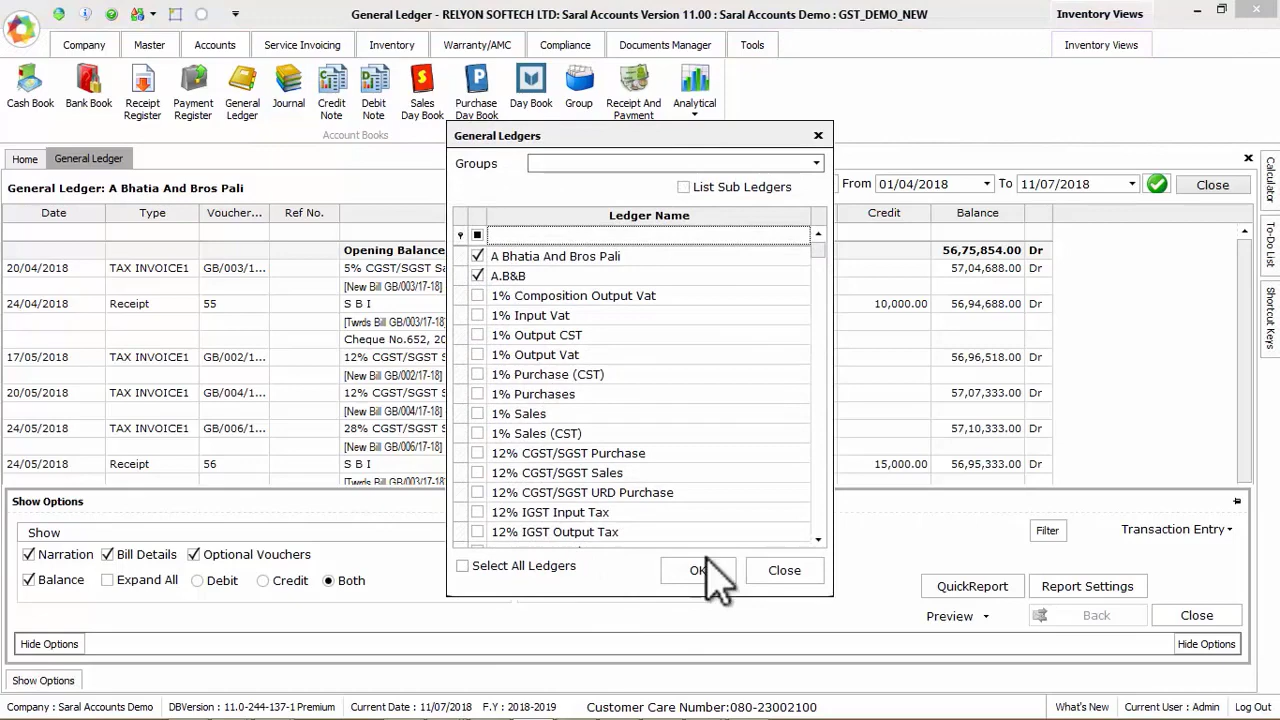 General Ledger - RELYON SOFTECH LTD: Saral Accounts Version 11.00 : Saral Accounts Demo : GST_DEMO_NEW
Inventory Views
Company Master Accounts Service Invoicing Inventory Warranty/AMC Compliance Documents Manager Tools Inventory Views
Cash Book Bank Book Receipt Register Payment Register General Ledger Journal Credit Note Debit Note Sales Day Book Purchase Day Book Day Book Group Receipt And Payment Analytical
Account Books
Home General Ledger
General Ledger: A Bhatia And Bros Pali
From 01/04/2018 To 11/07/2018 Close
Date Type Voucher... Ref No. Credit Balance
Opening Balance 56,75,854.00 Dr
20/04/2018 TAX INVOICE1 GB/003/1... 5% CGST/SGST Sa 57,04,688.00 Dr
[New Bill GB/003/17-18]
24/04/2018 Receipt 55 S B I 10,000.00 56,94,688.00 Dr
[Twrds Bill GB/003/17-18]
Cheque No.652, 20
17/05/2018 TAX INVOICE1 GB/002/1... 12% CGST/SGST S 56,96,518.00 Dr
[New Bill GB/002/17-18]
20/05/2018 TAX INVOICE1 GB/004/1... 12% CGST/SGST S 57,07,333.00 Dr
[New Bill GB/004/17-18]
24/05/2018 TAX INVOICE1 GB/006/1... 28% CGST/SGST S 57,10,333.00 Dr
[New Bill GB/006/17-18]
24/05/2018 Receipt 56 S B I 15,000.00 56,95,333.00 Dr
General Ledgers
Groups
List Sub Ledgers
Ledger Name
A Bhatia And Bros Pali
A.B&B
1% Composition Output Vat
1% Input Vat
1% Output CST
1% Output Vat
1% Purchase (CST)
1% Purchases
1% Sales
1% Sales (CST)
12% CGST/SGST Purchase
12% CGST/SGST Sales
12% CGST/SGST URD Purchase
12% IGST Input Tax
12% IGST Output Tax
Select All Ledgers OK Close
Calculator
To-Do List
Shortcut Keys
Show Options
Show
Narration Bill Details Optional Vouchers
Balance Expand All Debit Credit Both
Filter Transaction Entry
QuickReport Report Settings
Preview Back Close
Hide Options Hide Options
Show Options
Company : Saral Accounts Demo DBVersion : 11.0-244-137-1 Premium Current Date : 11/07/2018 F.Y : 2018-2019 Customer Care Number:080-23002100 What's New Current User : Admin Log Out